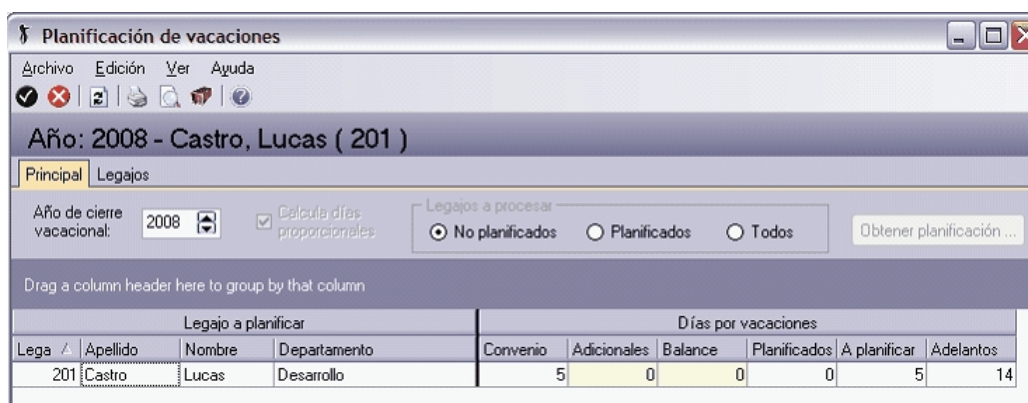 Planificación de vacaciones
Archivo Edición Ver Ayuda
Año: 2008 - Castro, Lucas ( 201 )
Principal Legajos
Año de cierre vacacional: 2008
Calcula días proporcionales
Legajos a procesar
No planificados Planificados Todos
Obtener planificación ...
Drag a column header here to group by that column
Legajo a planificar Días por vacaciones
Lega Apellido Nombre Departamento Convenio Adicionales Balance Planificados A planificar Adelantos
201 Castro Lucas Desarrollo 5 0 0 0 5 14